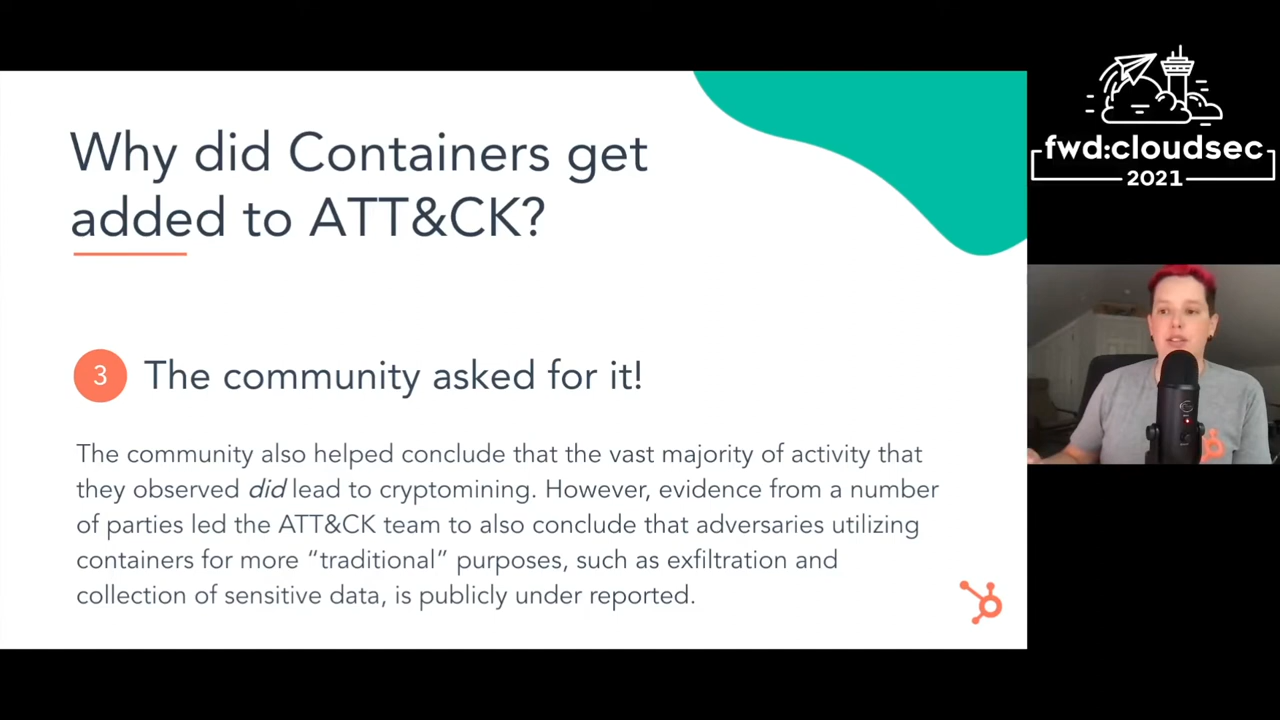 Why did Containers get
added to ATT&CK?
3 The community asked for it!
The community also helped conclude that the vast majority of activity that
they observed did lead to cryptomining. However, evidence from a number
of parties led the ATT&CK team to also conclude that adversaries utilizing
containers for more “traditional” purposes, such as exfiltration and
collection of sensitive data, is publicly under reported.
fwd:cloudsec
2021